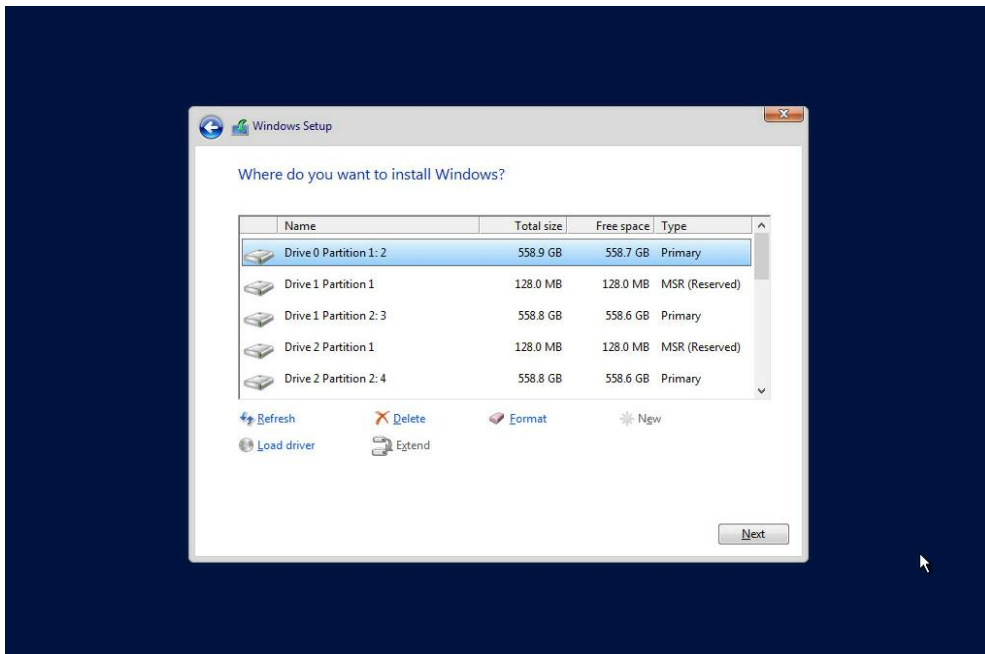 Windows Setup
Where do you want to install Windows?
Name Total size Free space Type
Drive 0 Partition 1: 2 558.9 GB 558.7 GB Primary
Drive 1 Partition 1 128.0 MB 128.0 MB MSR (Reserved)
Drive 1 Partition 2: 3 558.8 GB 558.6 GB Primary
Drive 2 Partition 1 128.0 MB 128.0 MB MSR (Reserved)
Drive 2 Partition 2: 4 558.8 GB 558.6 GB Primary
Refresh Delete Format New
Load driver Extend
Next